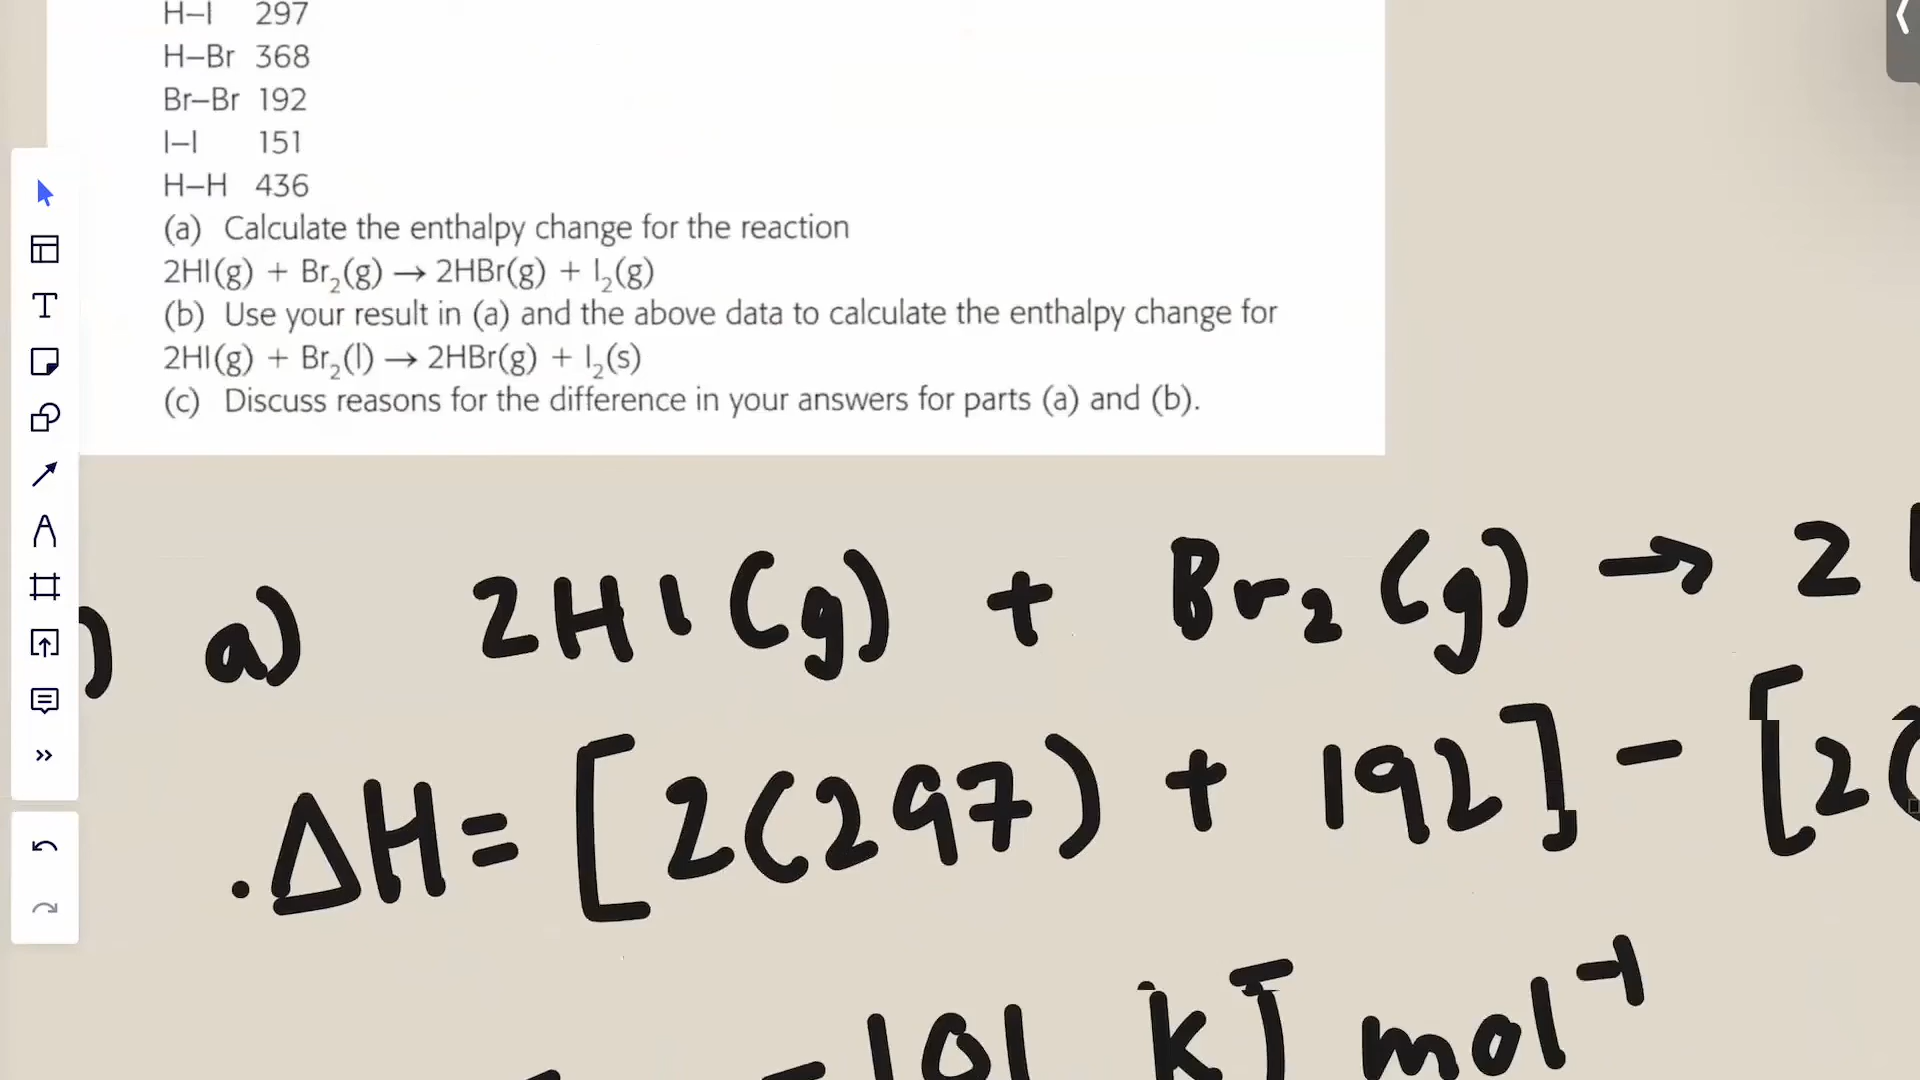 H–I 297
H–Br 368
Br–Br 192
I–I 151
H–H 436
(a) Calculate the enthalpy change for the reaction
2HI(g) + Br₂(g) → 2HBr(g) + I₂(g)
(b) Use your result in (a) and the above data to calculate the enthalpy change for
2HI(g) + Br₂(l) → 2HBr(g) + I₂(s)
(c) Discuss reasons for the difference in your answers for parts (a) and (b).
) a) 2HI(g) + Br₂(g) → 2
ΔH= [2(297) + 192] - [2(
-101 kJ mol⁻¹